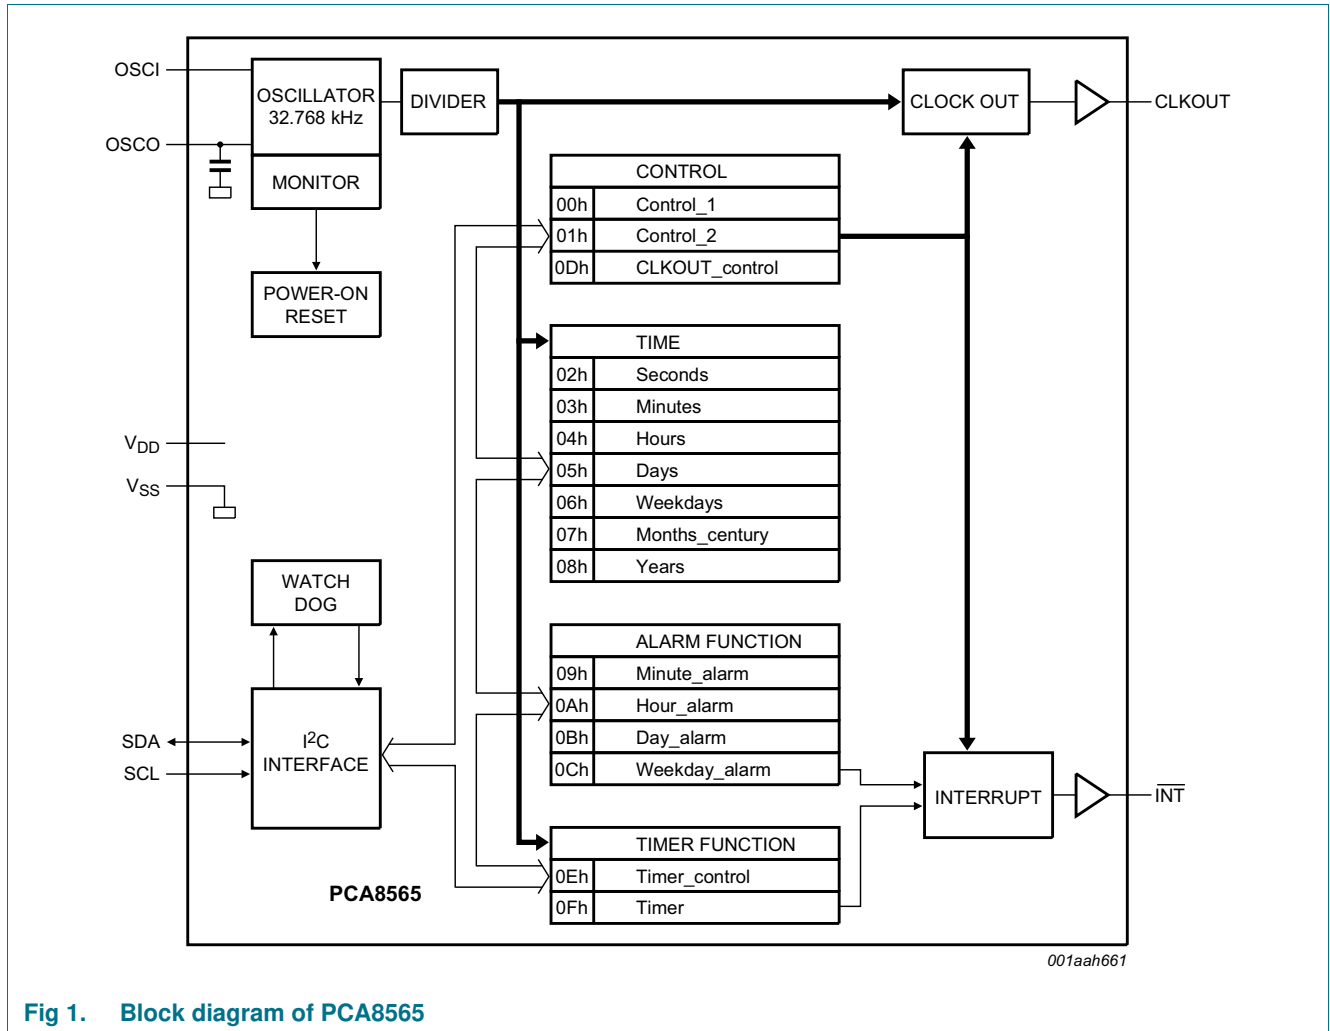 OSCI
OSCO
OSCILLATOR
32.768 kHz
MONITOR
DIVIDER
CLOCK OUT
CLKOUT
POWER-ON
RESET
CONTROL
00h Control_1
01h Control_2
0Dh CLKOUT_control
TIME
02h Seconds
03h Minutes
04h Hours
05h Days
06h Weekdays
07h Months_century
08h Years
VDD
VSS
WATCH
DOG
ALARM FUNCTION
09h Minute_alarm
0Ah Hour_alarm
0Bh Day_alarm
0Ch Weekday_alarm
SDA
SCL
I2C
INTERFACE
INTERRUPT
INT
TIMER FUNCTION
0Eh Timer_control
0Fh Timer
PCA8565
001aah661
Fig 1. Block diagram of PCA8565